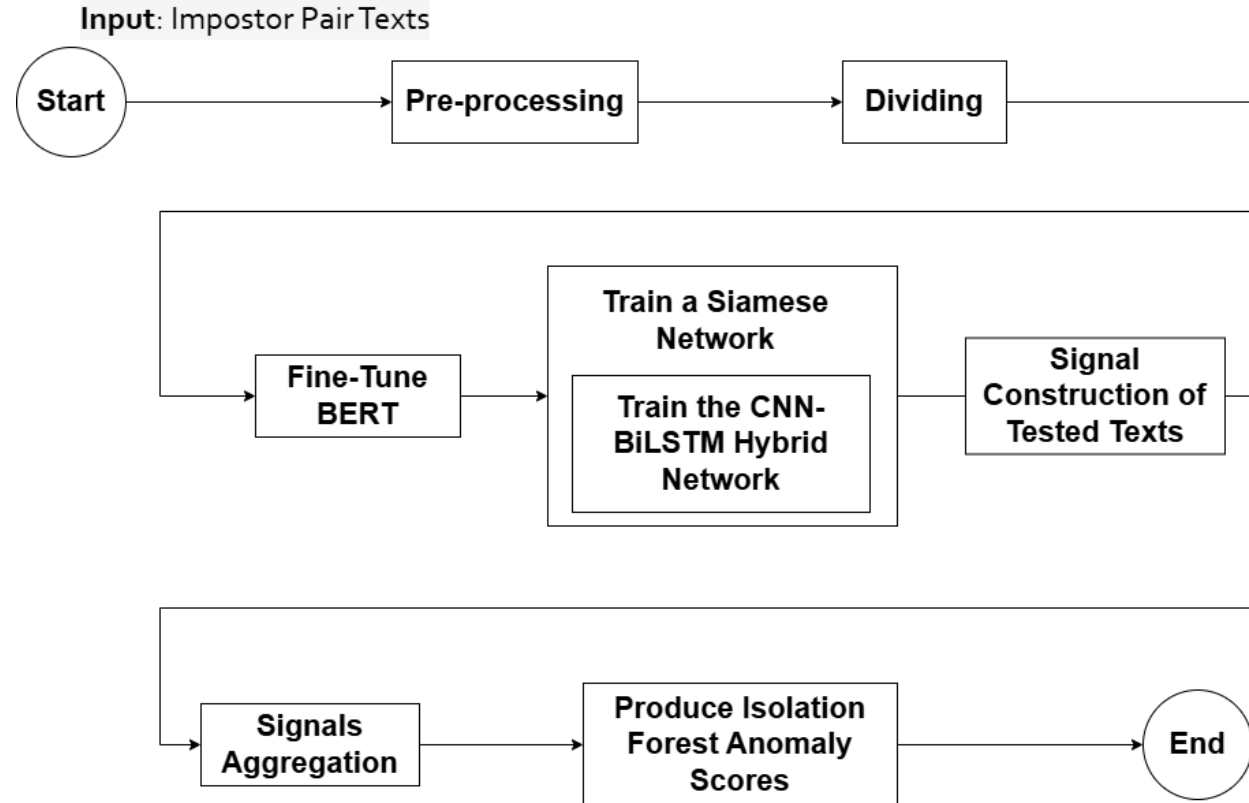 Input: Impostor Pair Texts
Start
Pre-processing
Dividing
Fine-Tune
BERT
Train a Siamese
Network
Train the CNN-
BiLSTM Hybrid
Network
Signal
Construction of
Tested Texts
Signals
Aggregation
Produce Isolation
Forest Anomaly
Scores
End